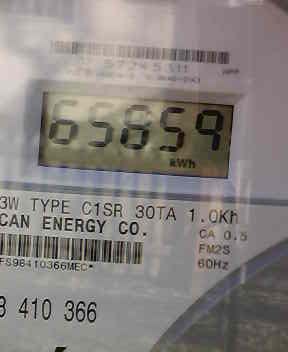 65859
kWh
3W TYPE C1SR 30TA 1.0Kh
CAN ENERGY CO.
CA 0.5
FM2S
60Hz
FS98410366MEC*
8 410 366